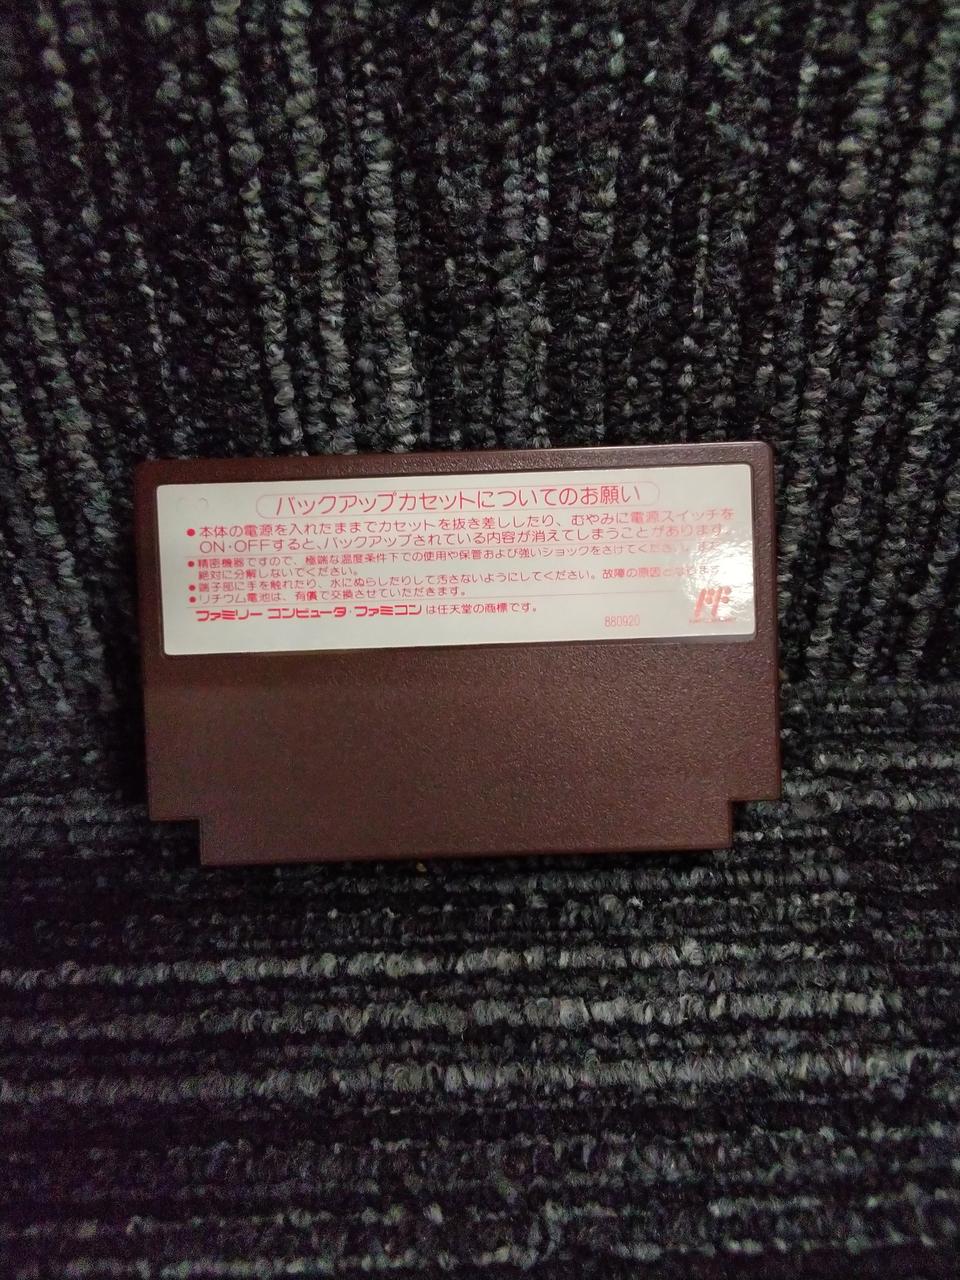 バックアップカセットについてのお願い
●本体の電源を入れたままでカセットを抜き差ししたり、むやみに電源スイッチを
ON・OFFすると、バックアップされている内容が消えてしまうことがあります。
●精密機器ですので、極端な温度条件下での使用や保管および強いショックをさけてください。また、
絶対に分解しないでください。
●端子部に手を触れたり、水にぬらしたりして汚さないようにしてください。故障の原因となります。
●リチウム電池は、有償で交換させていただきます。
ファミリー コンピュータ・ファミコンは任天堂の商標です。
880920